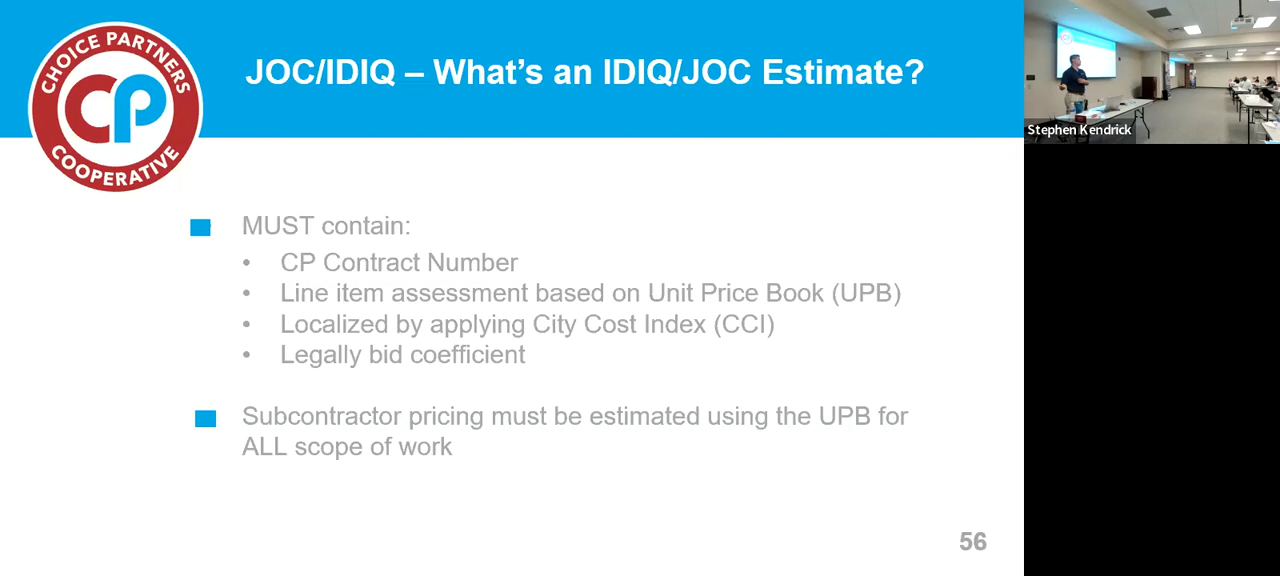 CHOICE PARTNERS
CP
COOPERATIVE
JOC/IDIQ – What's an IDIQ/JOC Estimate?
Stephen Kendrick
MUST contain:
• CP Contract Number
• Line item assessment based on Unit Price Book (UPB)
• Localized by applying City Cost Index (CCI)
• Legally bid coefficient
Subcontractor pricing must be estimated using the UPB for
ALL scope of work
56